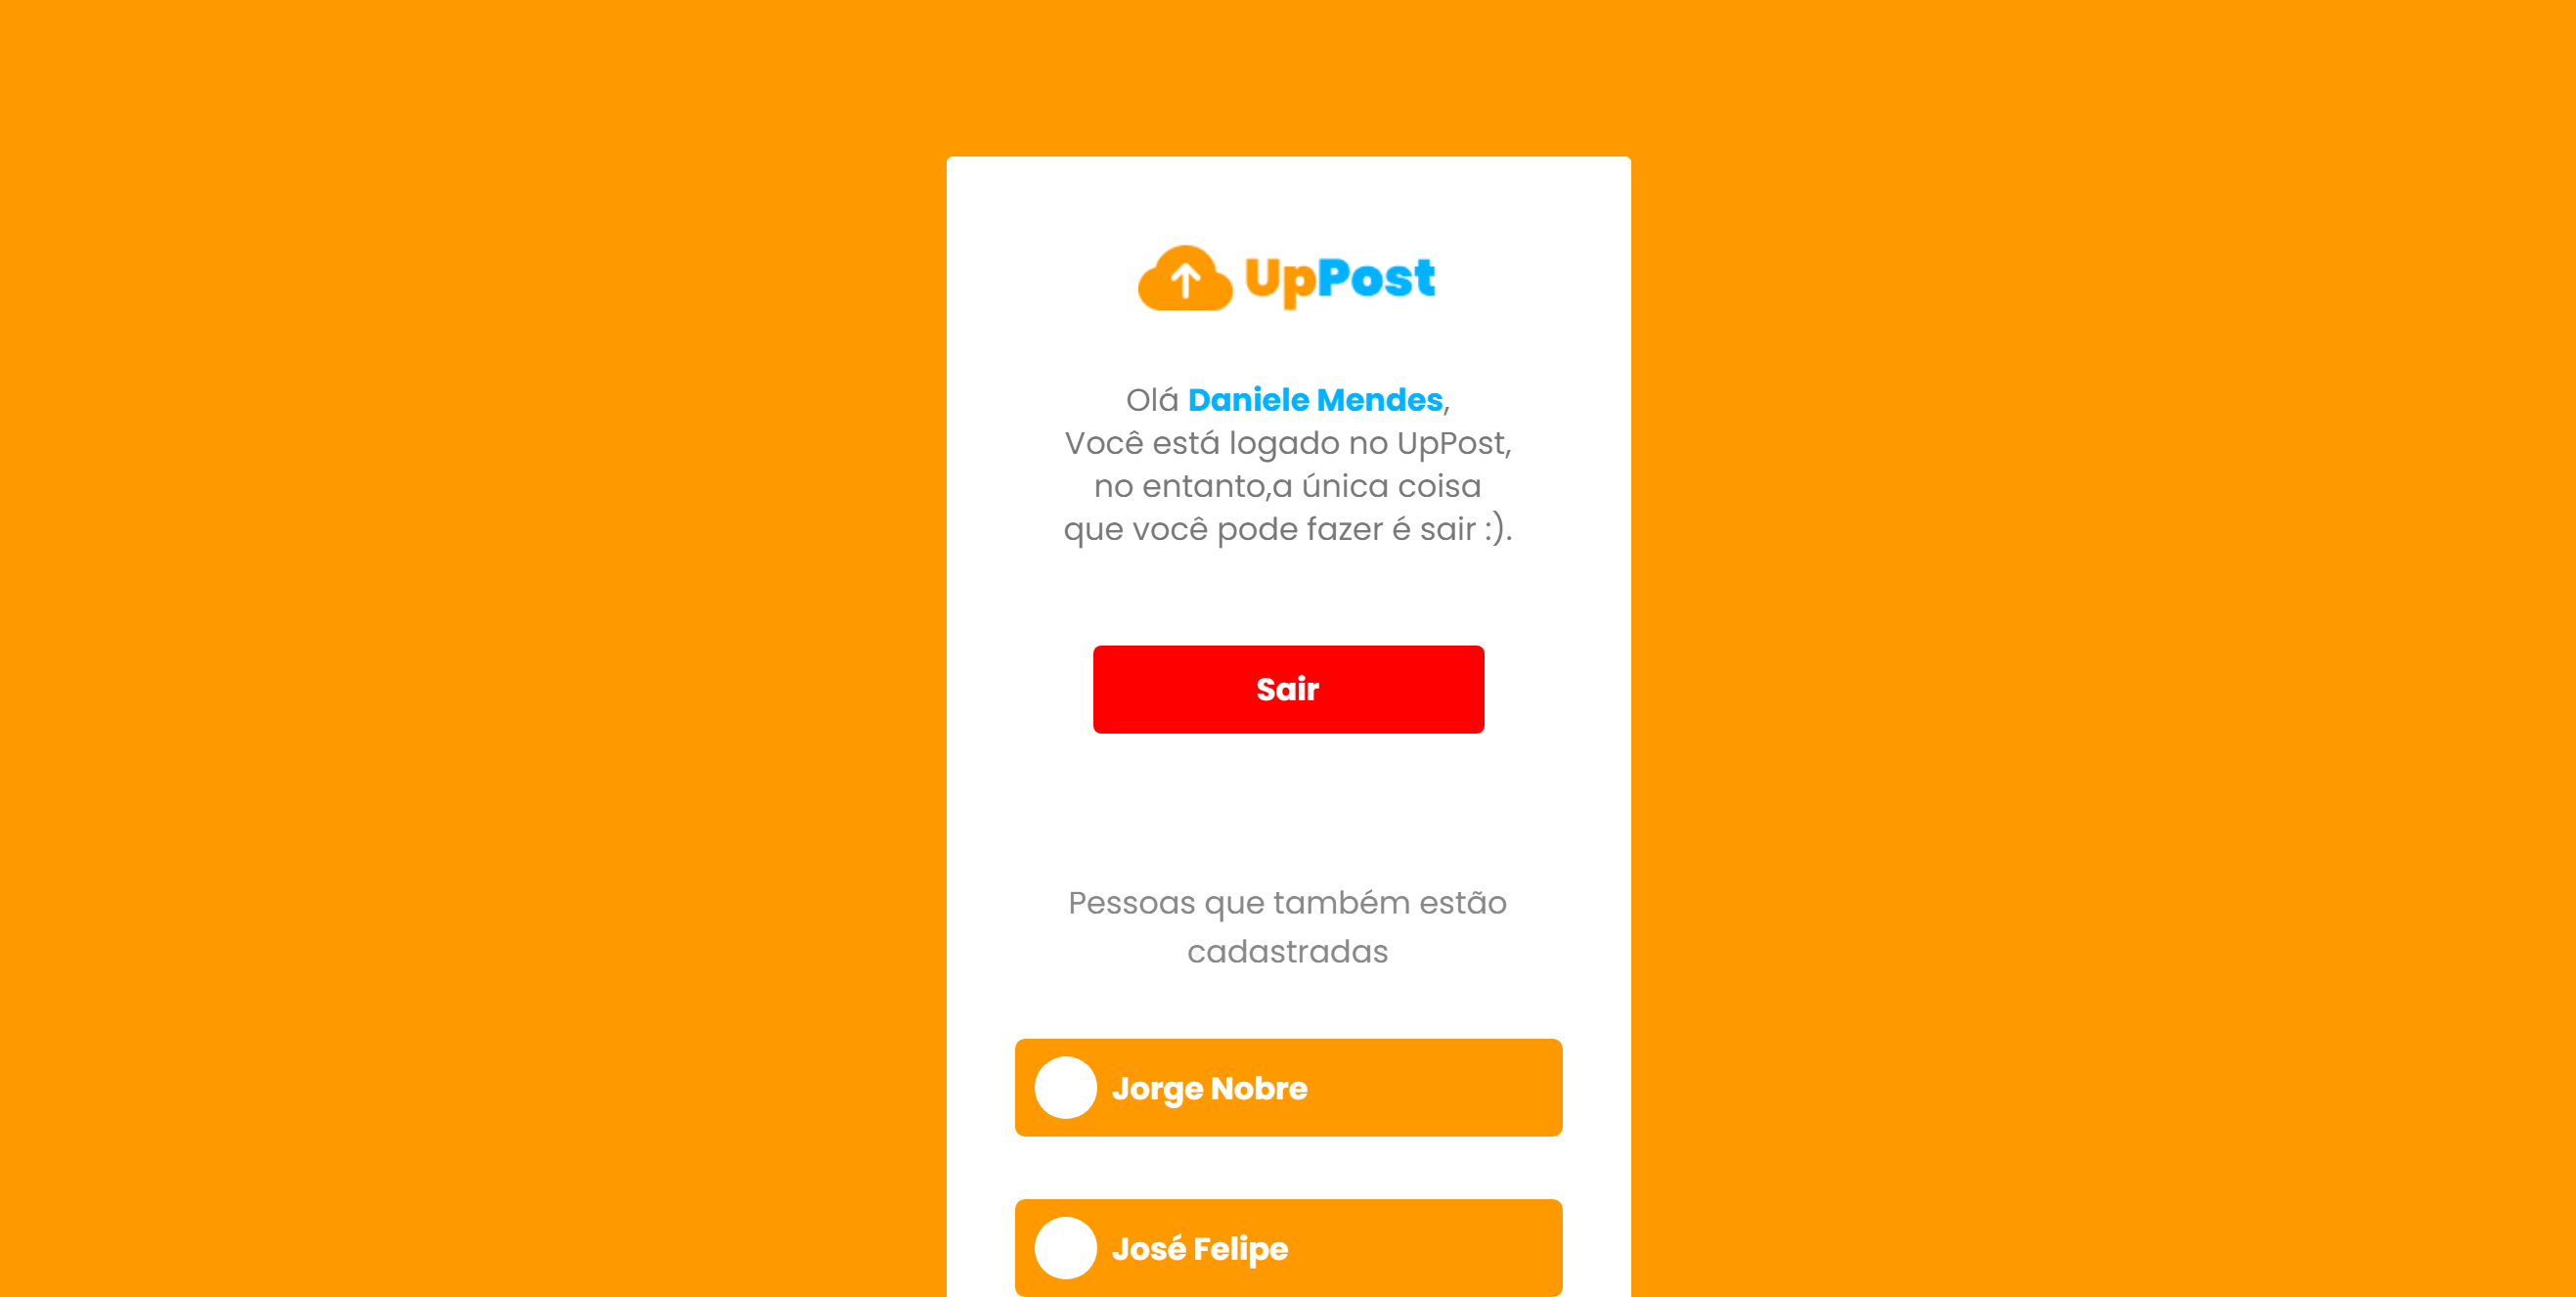 UpPost
Olá Daniele Mendes,
Você está logado no UpPost,
no entanto,a única coisa
que você pode fazer é sair :).
Sair
Pessoas que também estão
cadastradas
Jorge Nobre
José Felipe